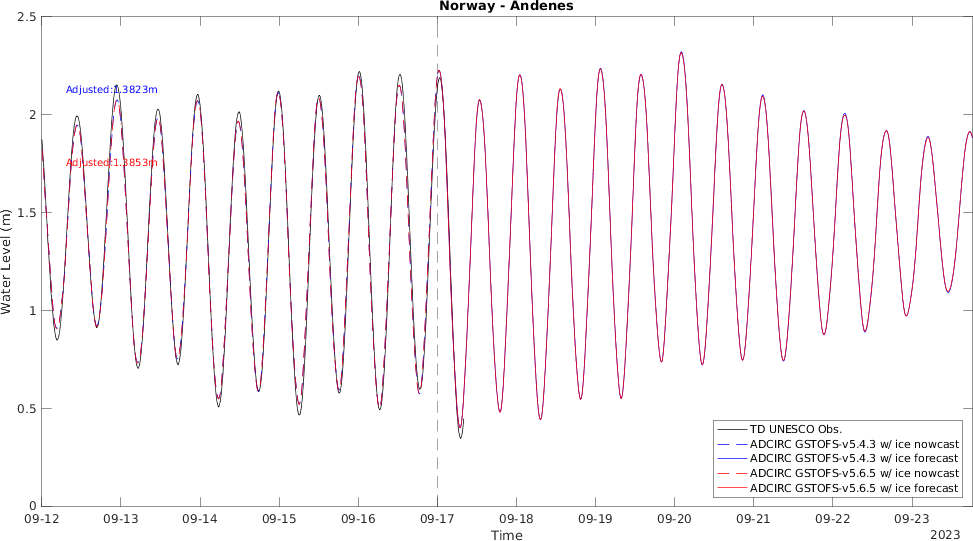 Norway - Andenes
2.5
2
1.5
1
0.5
0
Water Level (m)
Adjusted:1.3823m
Adjusted:1.3853m
TD UNESCO Obs.
ADCIRC GSTOFS-v5.4.3 w/ ice nowcast
ADCIRC GSTOFS-v5.4.3 w/ ice forecast
ADCIRC GSTOFS-v5.6.5 w/ ice nowcast
ADCIRC GSTOFS-v5.6.5 w/ ice forecast
09-12 09-13 09-14 09-15 09-16 09-17 09-18 09-19 09-20 09-21 09-22 09-23
Time
2023